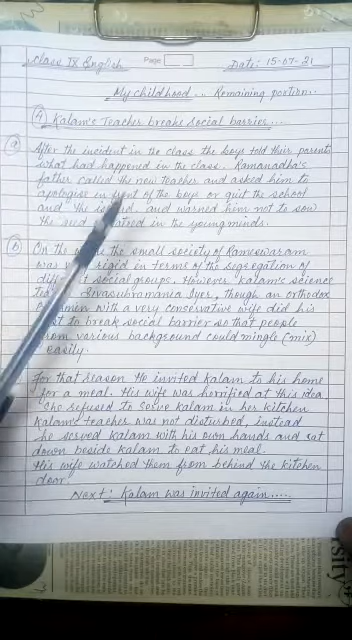 Class IX English
Page
Date: 15-07-21
My childhood... Remaining portion...
(4) Kalam's Teacher breaks social barrier...
(a) After the incident in the class the boys told their parents
what had happened in the class. Ramanadha's
father called the new teacher and asked him to
apologise in front of the boys or quit the school
and the and warned him not to sow
the seed in the young minds.
(b) On the the small society of Rameswaram
was rigid in terms of the segregation of
social groups. However Kalam's science
Sivasubramania Iyer, though an orthodox
with a very conservative wife did his
to break social barrier so that people
from various background could mingle (mix)
easily.
For that reason He invited Kalam to his home
for a meal. His wife was horrified at this idea
She refused to serve Kalam in her kitchen
Kalam's teacher was not disturbed, instead
he served Kalam with his own hands and sat
down beside Kalam to eat his meal.
His wife watched them from behind the kitchen
door.
Next: Kalam was invited again.....